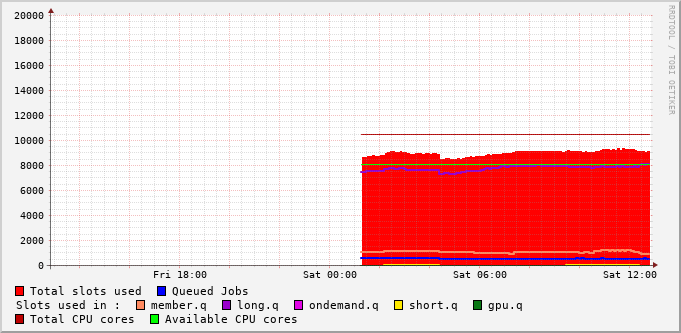 RRDTOOL / TOBI OETIKER
20000
18000
16000
14000
12000
10000
8000
6000
4000
2000
0
Fri 18:00 Sat 00:00 Sat 06:00 Sat 12:00
Total slots used Queued Jobs
Slots used in : member.q long.q ondemand.q short.q gpu.q
Total CPU cores Available CPU cores